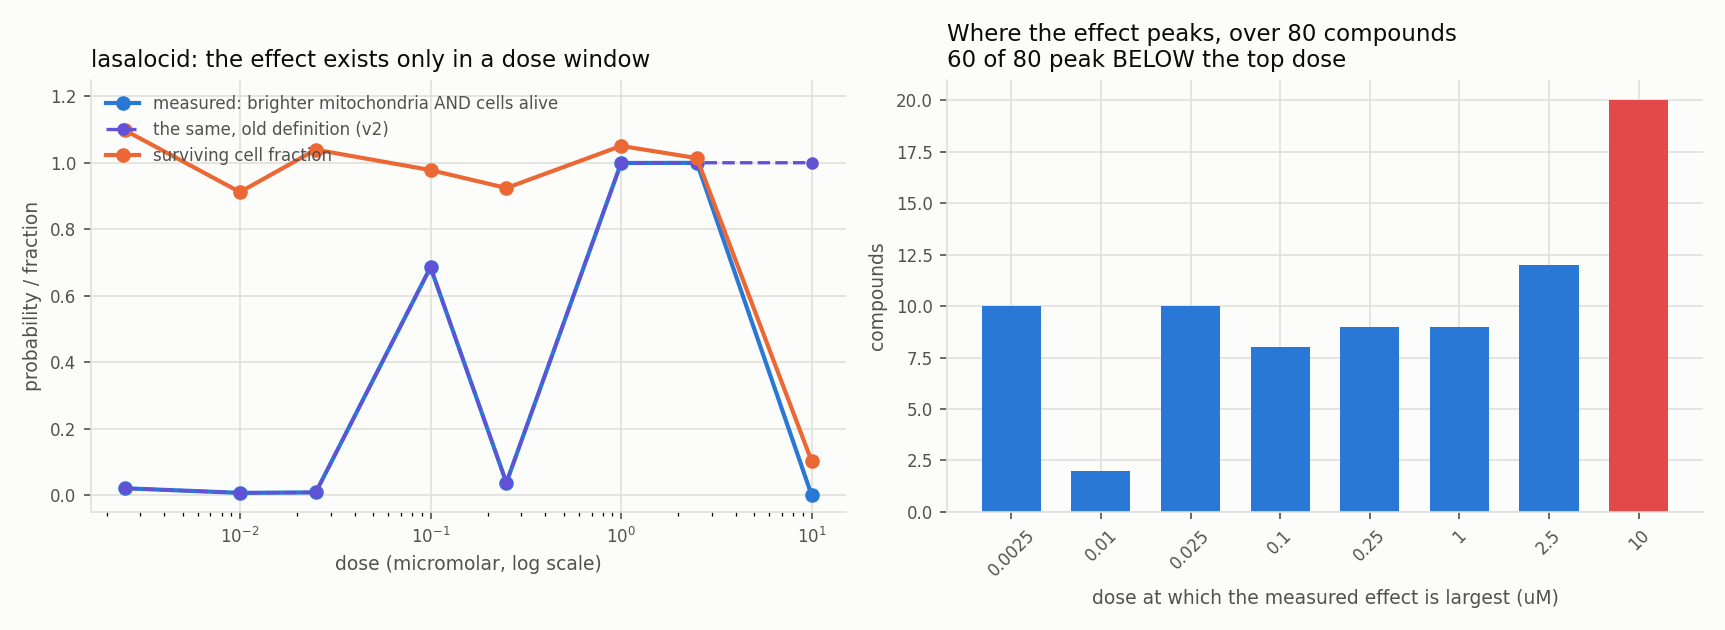 lasalocid: the effect exists only in a dose window
1.2
1.0
0.8
0.6
0.4
0.2
0.0
probability / fraction
measured: brighter mitochondria AND cells alive
the same, old definition (v2)
surviving cell fraction
10⁻²
10⁻¹
10⁰
10¹
dose (micromolar, log scale)
Where the effect peaks, over 80 compounds
60 of 80 peak BELOW the top dose
20.0
17.5
15.0
12.5
10.0
7.5
5.0
2.5
0.0
compounds
0.0025
0.01
0.025
0.1
0.25
1
2.5
10
dose at which the measured effect is largest (uM)